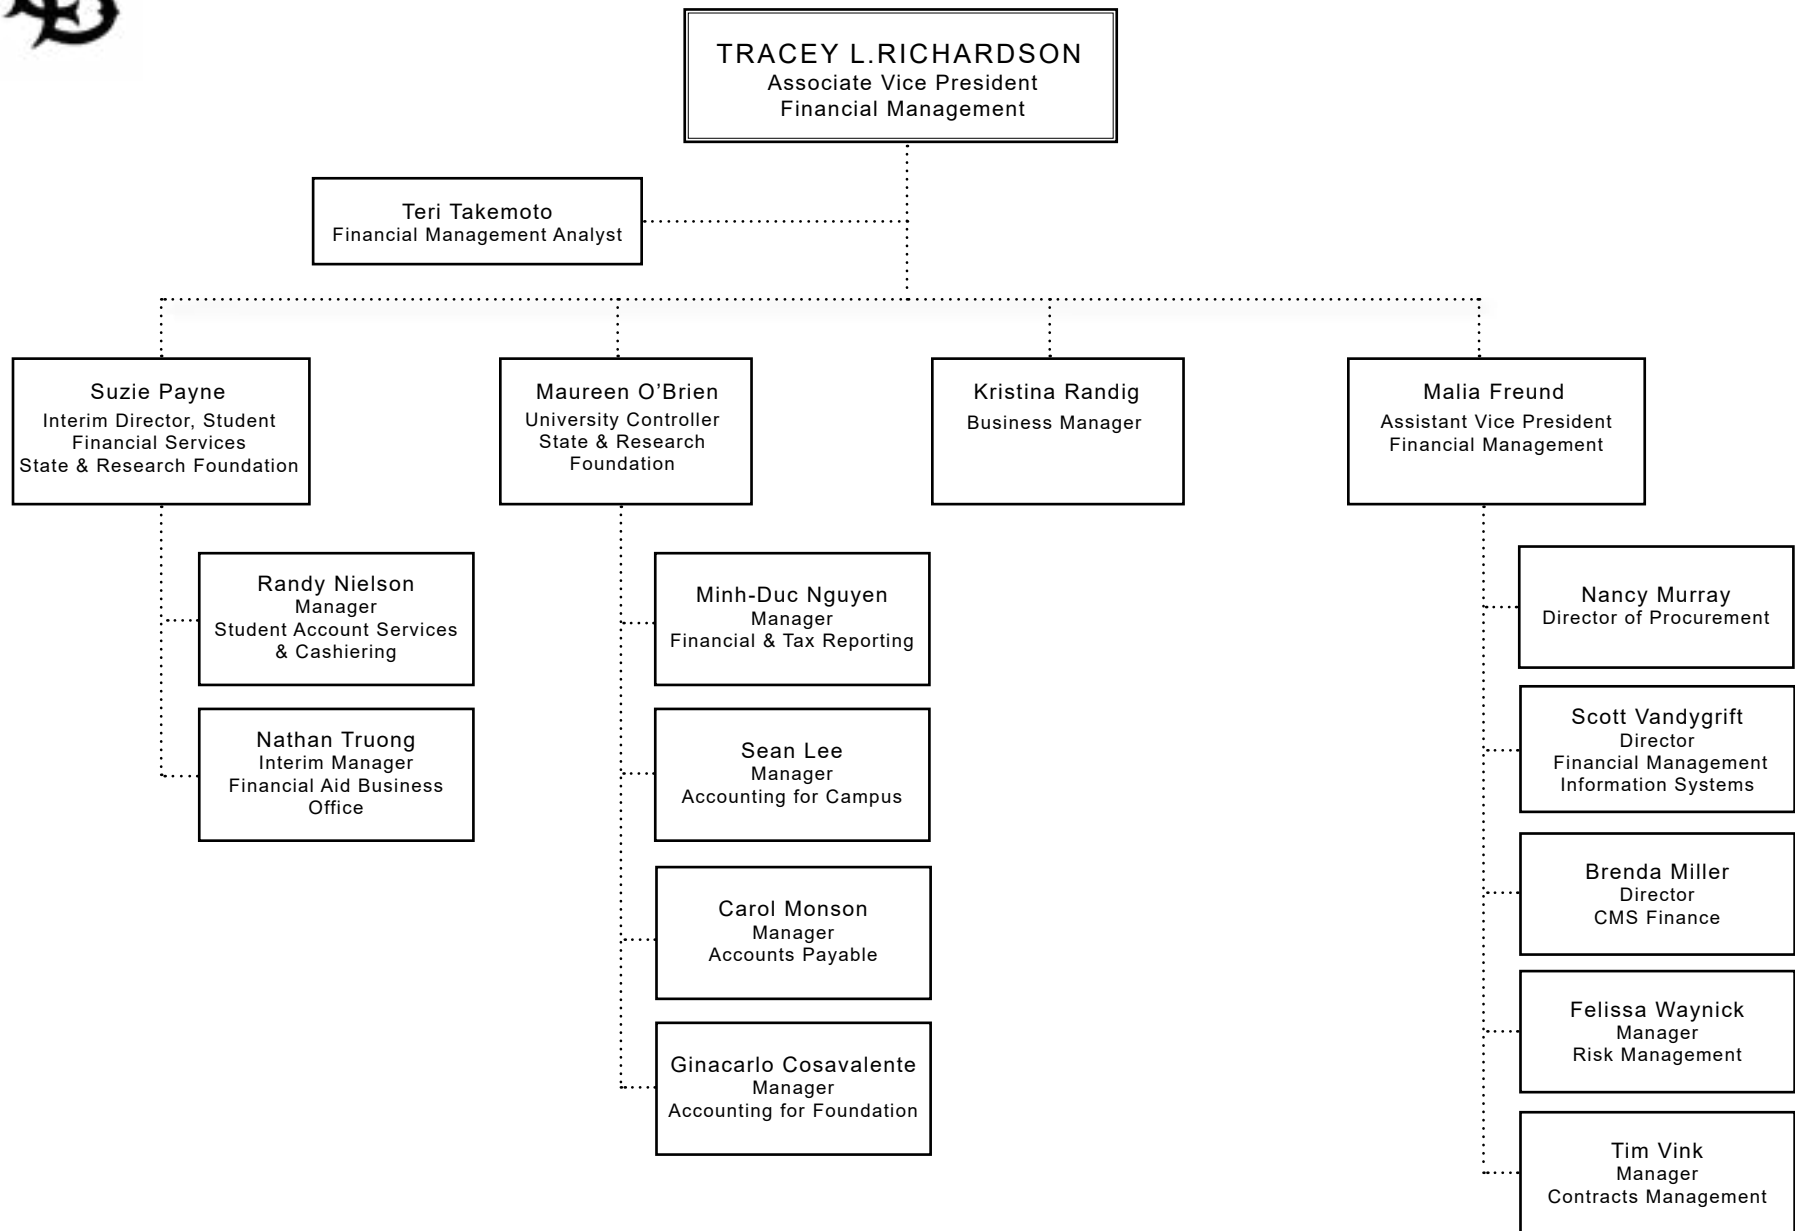 TRACEY L.RICHARDSON
Associate Vice President
Financial Management
Teri Takemoto
Financial Management Analyst
Suzie Payne
Interim Director, Student
Financial Services
State & Research Foundation
Maureen O’Brien
University Controller
State & Research
Foundation
Kristina Randig
Business Manager
Malia Freund
Assistant Vice President
Financial Management
Randy Nielson
Manager
Student Account Services
& Cashiering
Nathan Truong
Interim Manager
Financial Aid Business
Office
Minh-Duc Nguyen
Manager
Financial & Tax Reporting
Sean Lee
Manager
Accounting for Campus
Carol Monson
Manager
Accounts Payable
Ginacarlo Cosavalente
Manager
Accounting for Foundation
Nancy Murray
Director of Procurement
Scott Vandygrift
Director
Financial Management
Information Systems
Brenda Miller
Director
CMS Finance
Felissa Waynick
Manager
Risk Management
Tim Vink
Manager
Contracts Management